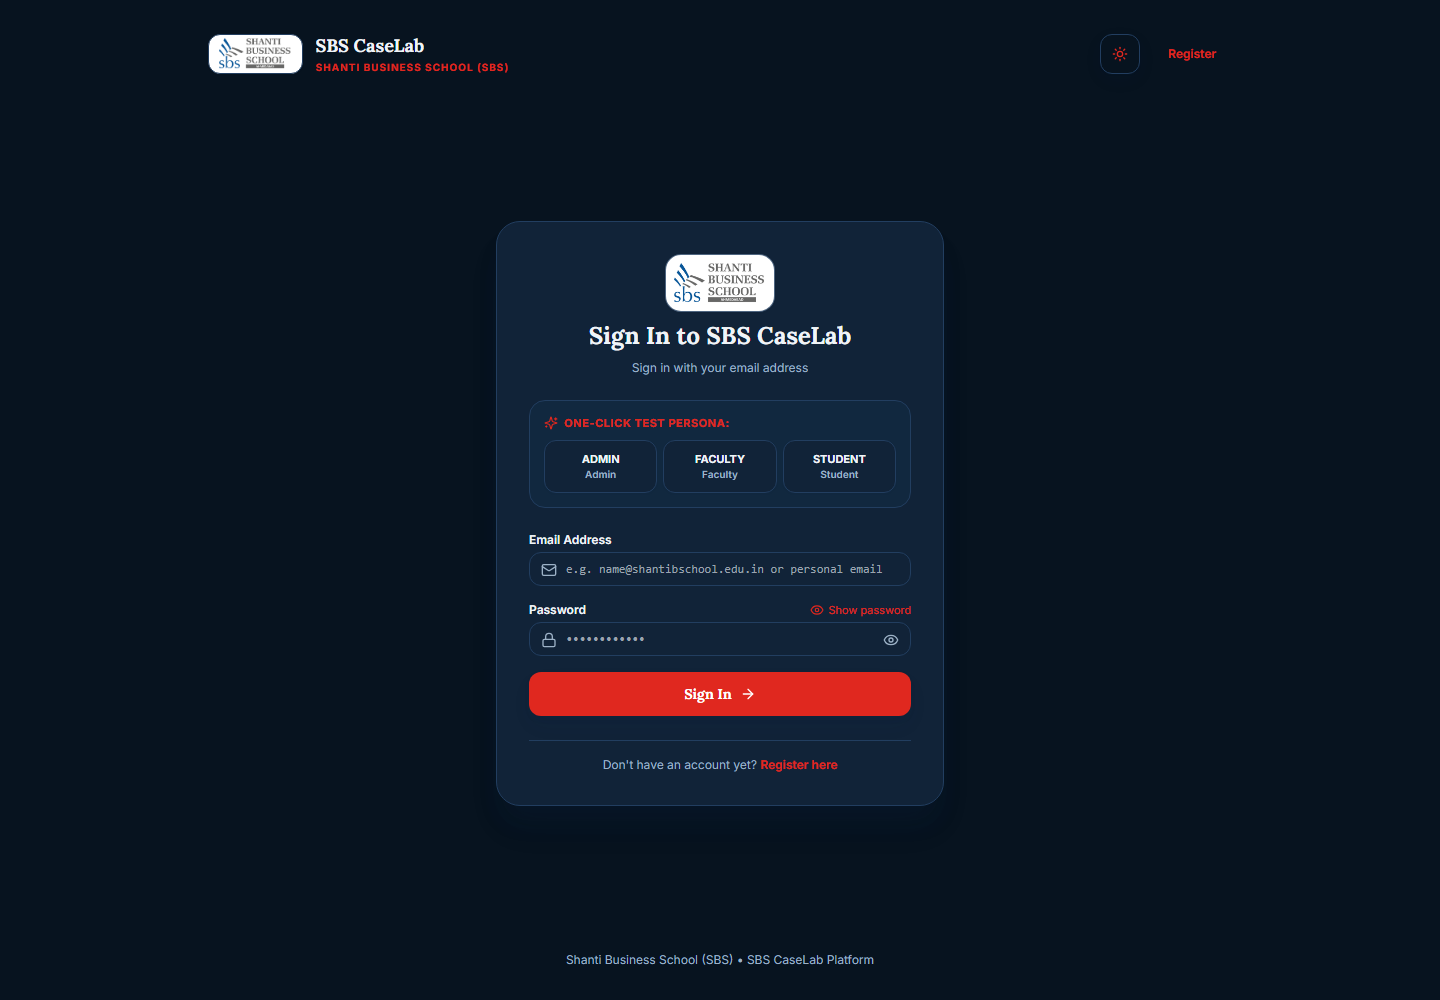 SHANTI
BUSINESS
SCHOOL
sbs
SBS CaseLab
SHANTI BUSINESS SCHOOL (SBS)
Register
SHANTI
BUSINESS
SCHOOL
sbs
Sign In to SBS CaseLab
Sign in with your email address
ONE-CLICK TEST PERSONA:
ADMIN
Admin
FACULTY
Faculty
STUDENT
Student
Email Address
e.g. name@shantibschool.edu.in or personal email
Password
Show password
••••••••••••
Sign In
Don't have an account yet? Register here
Shanti Business School (SBS) • SBS CaseLab Platform